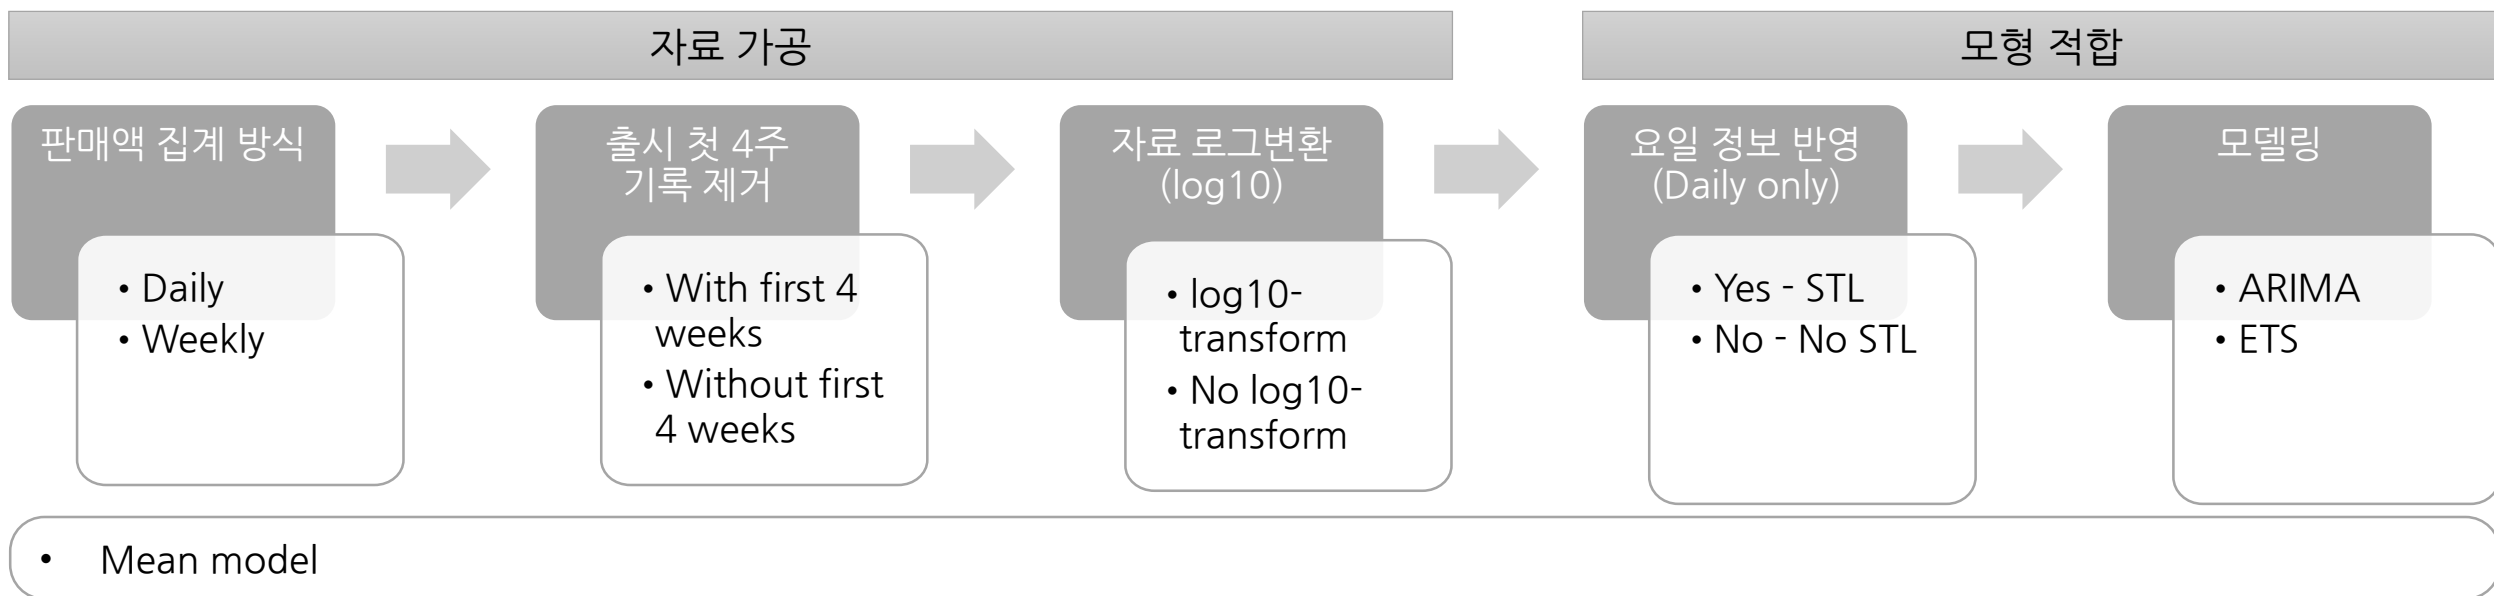 자료 가공
모형 적합
판매약 집계 방식
• Daily
• Weekly
출시 첫 4주
기록 제거
• With first 4
weeks
• Without first
4 weeks
자료 로그변환
(log10)
• log10-
transform
• No log10-
transform
요일 정보 반영
(Daily only)
• Yes - STL
• No - No STL
모델링
• ARIMA
• ETS
• Mean model